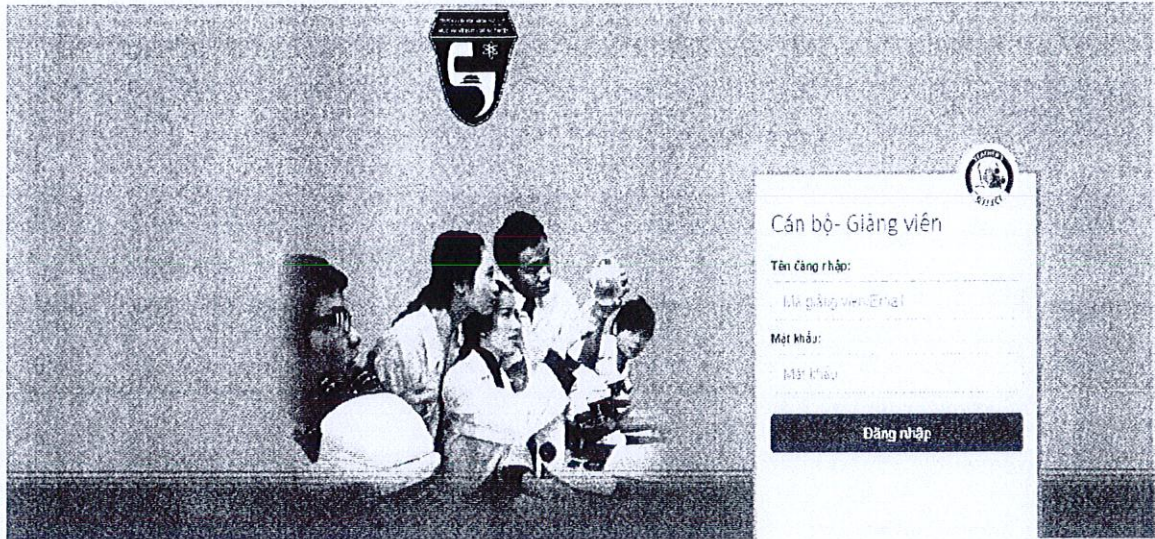 Cán bộ- Giảng viên
Tên đăng nhập:
Mã giảng viên/Email
Mật khẩu:
Mật khẩu
Đăng nhập